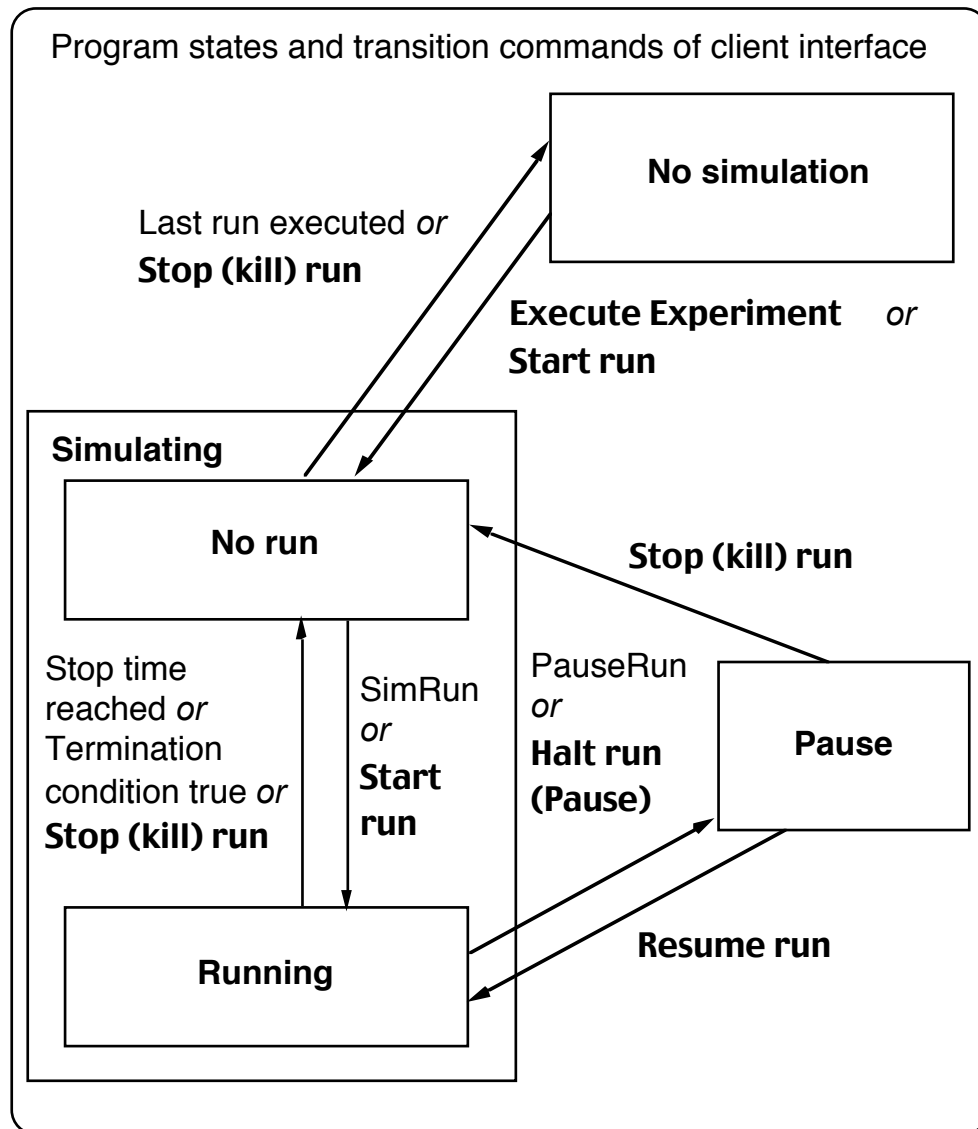 Program states and transition commands of client interface
No simulation
Last run executed or
Stop (kill) run
Execute Experiment or
Start run
Simulating
No run
Stop (kill) run
Stop time
reached or
Termination
condition true or
Stop (kill) run
SimRun
or
Start
run
PauseRun
or
Halt run
(Pause)
Pause
Running
Resume run